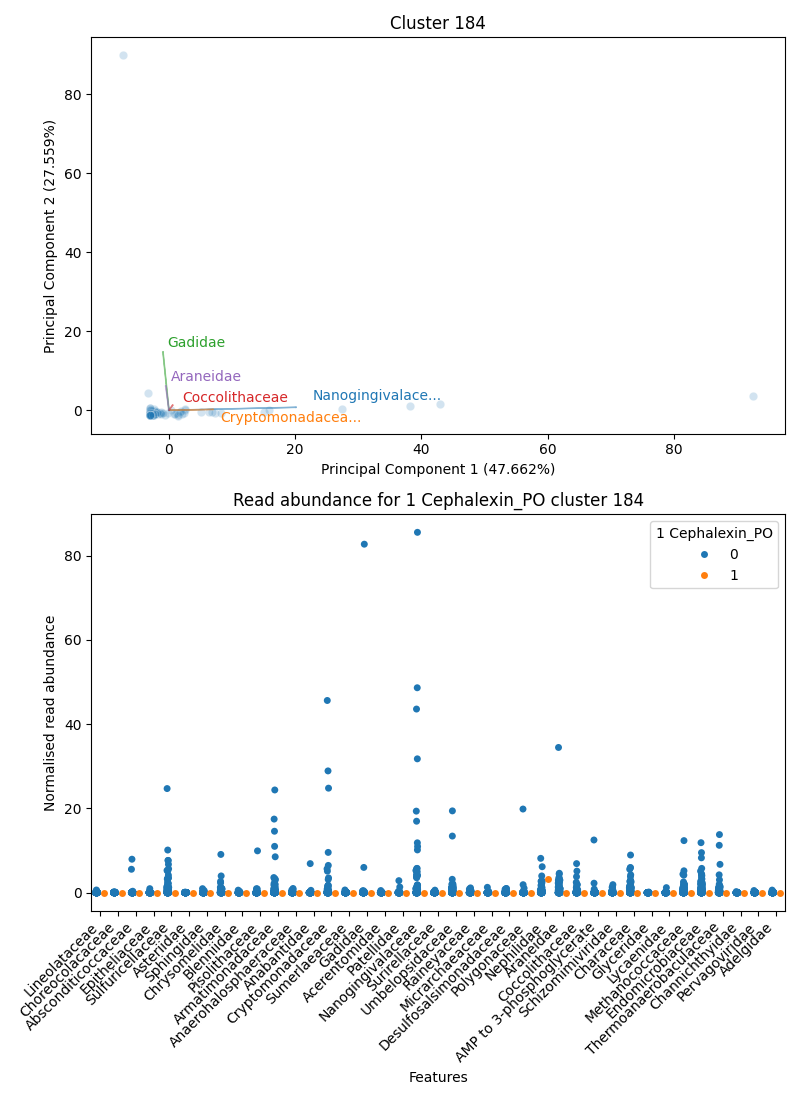 Cluster 184
Principal Component 2 (27.559%)
80
60
40
20
0
Gadidae
Araneidae
Coccolithaceae
Nanogingivalace...
Cryptomonadacea...
0
20
40
60
80
Principal Component 1 (47.662%)
Read abundance for 1 Cephalexin_PO cluster 184
1 Cephalexin_PO
0
1
Normalised read abundance
80
60
40
20
0
Lineolataceae
Choreocolacaceae
Absconditicoccaceae
Epitheliaceae
Sulfuricellaceae
Asteriidae
Sphingidae
Chrysomelidae
Blenniidae
Pisolithaceae
Armatimonadaceae
Anaerohalosphaeraceae
Anabantidae
Cryptomonadaceae
Sumerlaeaceae
Gadidae
Acerentomidae
Patellidae
Nanogingivalaceae
Surirellaceae
Umbelopsidaceae
Raineyaceae
Micrarchaeaceae
Desulfosalsimonadaceae
Polygonaceae
Nephilidae
Araneidae
Coccolithaceae
AMP to 3-phosphoglycerate
Schizomimiviridae
Characeae
Glyceridae
Lycaenidae
Methanococcaceae
Endomicrobiaceae
Thermoanaerobaculaceae
Channichthyidae
Pervagoviridae
Adelgidae
Features